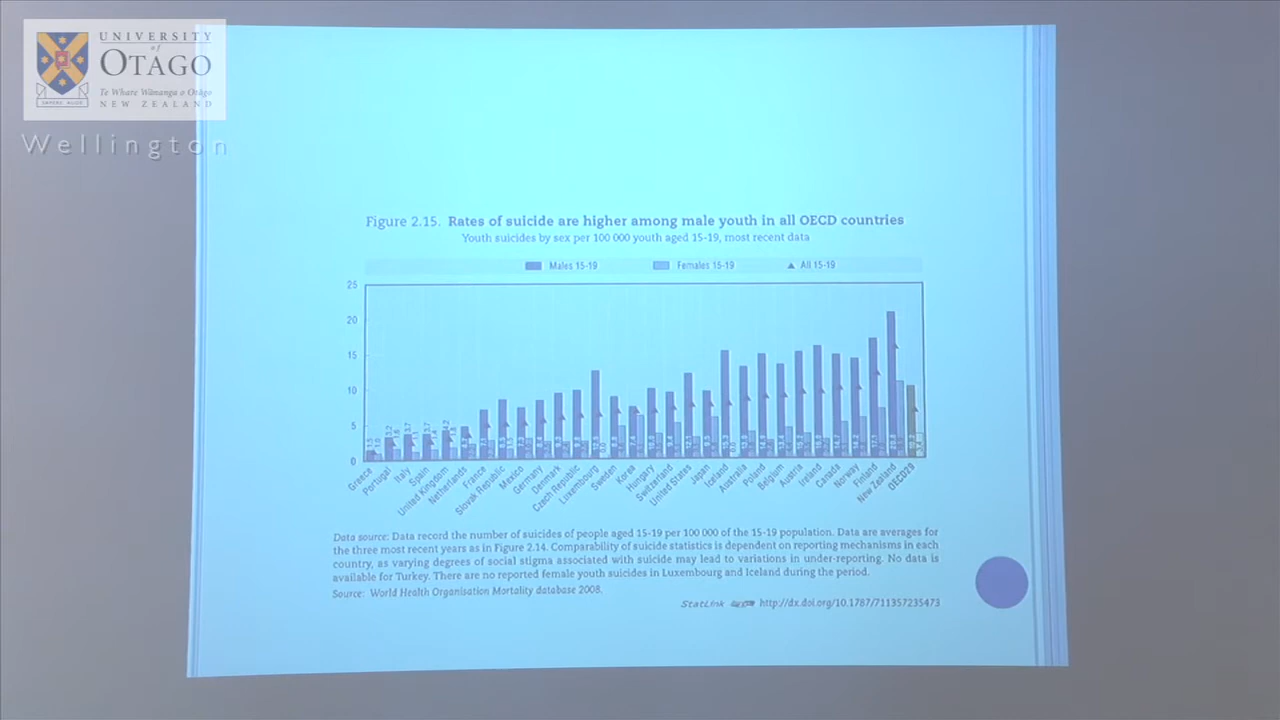 UNIVERSITY
of
OTAGO
Te Whare Wānanga o Otāgo
NEW ZEALAND
SAPERE AUDE
Wellington
Figure 2.15. Rates of suicide are higher among male youth in all OECD countries
Youth suicides by sex per 100 000 youth aged 15-19, most recent data
Males 15-19 Females 15-19 All 15-19
25
20
15
10
5
0
Greece Portugal Italy Spain United Kingdom Netherlands France Slovak Republic Mexico Germany Denmark Czech Republic Luxembourg Sweden Korea Hungary Switzerland United States Japan Iceland Australia Poland Belgium Austria Ireland Canada Norway Finland New Zealand OECD29
Data source: Data record the number of suicides of people aged 15-19 per 100 000 of the 15-19 population. Data are averages for
the three most recent years as in Figure 2.14. Comparability of suicide statistics is dependent on reporting mechanisms in each
country, as varying degrees of social stigma associated with suicide may lead to variations in under-reporting. No data is
available for Turkey. There are no reported female youth suicides in Luxembourg and Iceland during the period.
Source: World Health Organisation Mortality database 2008.
StatLink http://dx.doi.org/10.1787/711357235473